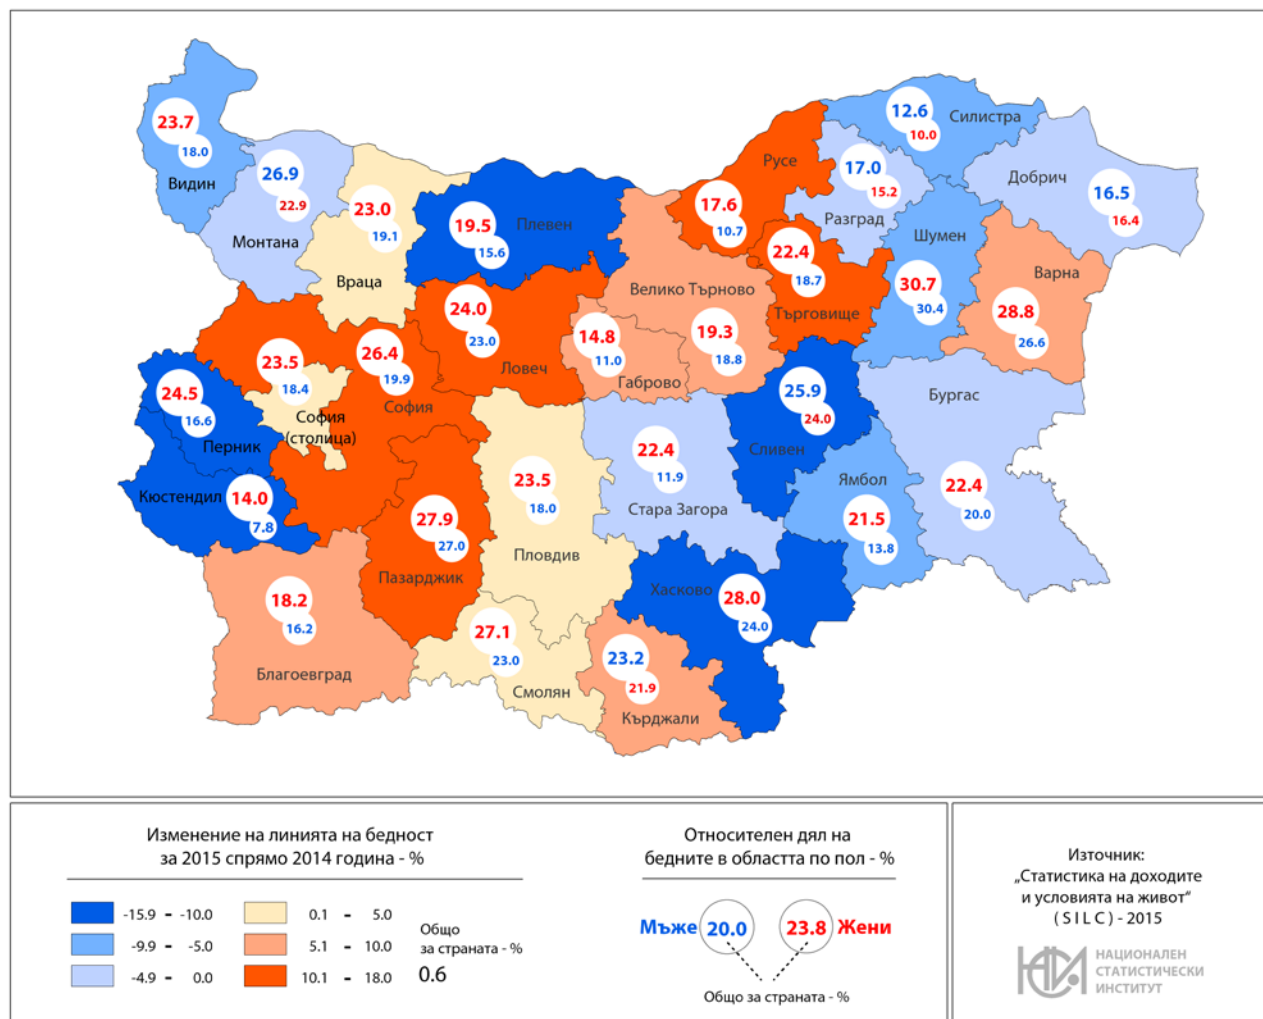 23.7
18.0
Видин
26.9
22.9
Монтана
23.0
19.1
Враца
19.5
15.6
Плевен
24.0
23.0
Ловеч
14.8
11.0
Габрово
Велико Търново
19.3
18.8
Русе
17.6
10.7
22.4
18.7
Търговище
17.0
15.2
Разград
12.6
10.0
Силистра
Добрич
16.5
16.4
Шумен
30.7
30.4
Варна
28.8
26.6
23.5
18.4
София
(столица)
26.4
19.9
София
24.5
16.6
Перник
Кюстендил
14.0
7.8
18.2
16.2
Благоевград
27.9
27.0
Пазарджик
23.5
18.0
Пловдив
27.1
23.0
Смолян
22.4
11.9
Стара Загора
25.9
24.0
Сливен
Ямбол
21.5
13.8
Бургас
22.4
20.0
Хасково
28.0
24.0
23.2
21.9
Кърджали
Изменение на линията на бедност
за 2015 спрямо 2014 година - %
-15.9 - -10.0
-9.9 - -5.0
-4.9 - 0.0
0.1 - 5.0
5.1 - 10.0
10.1 - 18.0
Общо
за страната - %
0.6
Относителен дял на
бедните в областта по пол - %
Мъже 20.0 23.8 Жени
Общо за страната - %
Източник:
„Статистика на доходите
и условията на живот“
( S I L C ) - 2015
НСИ
НАЦИОНАЛЕН
СТАТИСТИЧЕСКИ
ИНСТИТУТ